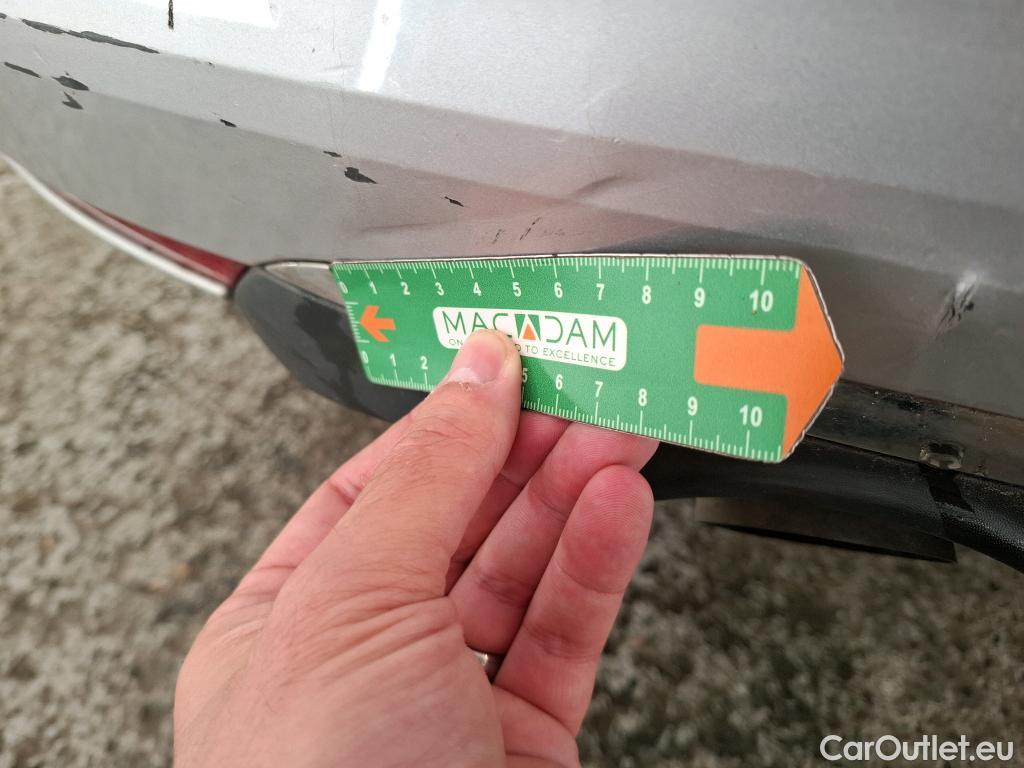 0 1 2 3 4 5 6 7 8 9 10
MACADAM
ON TO EXCELLENCE
0 1 2 5 6 7 8 9 10
CarOutlet.eu